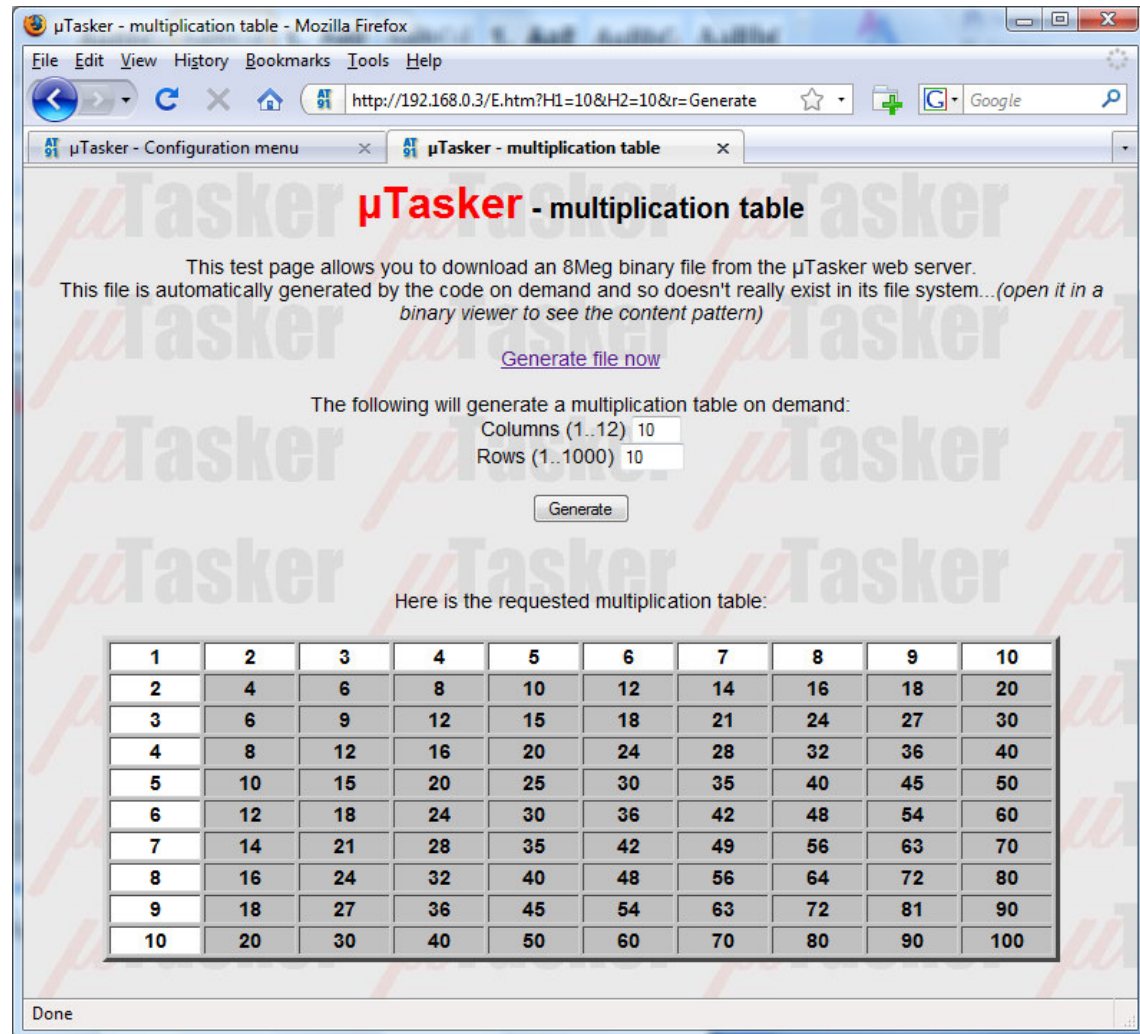 µTasker - multiplication table - Mozilla Firefox
File Edit View History Bookmarks Tools Help
AT91 http://192.168.0.3/E.htm?H1=10&H2=10&r=Generate G Google
AT91 µTasker - Configuration menu AT91 µTasker - multiplication table
µTasker - multiplication table
This test page allows you to download an 8Meg binary file from the µTasker web server.
This file is automatically generated by the code on demand and so doesn't really exist in its file system...(open it in a
binary viewer to see the content pattern)
Generate file now
The following will generate a multiplication table on demand:
Columns (1..12) 10
Rows (1..1000) 10
Generate
Here is the requested multiplication table:
1 2 3 4 5 6 7 8 9 10
2 4 6 8 10 12 14 16 18 20
3 6 9 12 15 18 21 24 27 30
4 8 12 16 20 24 28 32 36 40
5 10 15 20 25 30 35 40 45 50
6 12 18 24 30 36 42 48 54 60
7 14 21 28 35 42 49 56 63 70
8 16 24 32 40 48 56 64 72 80
9 18 27 36 45 54 63 72 81 90
10 20 30 40 50 60 70 80 90 100
Done